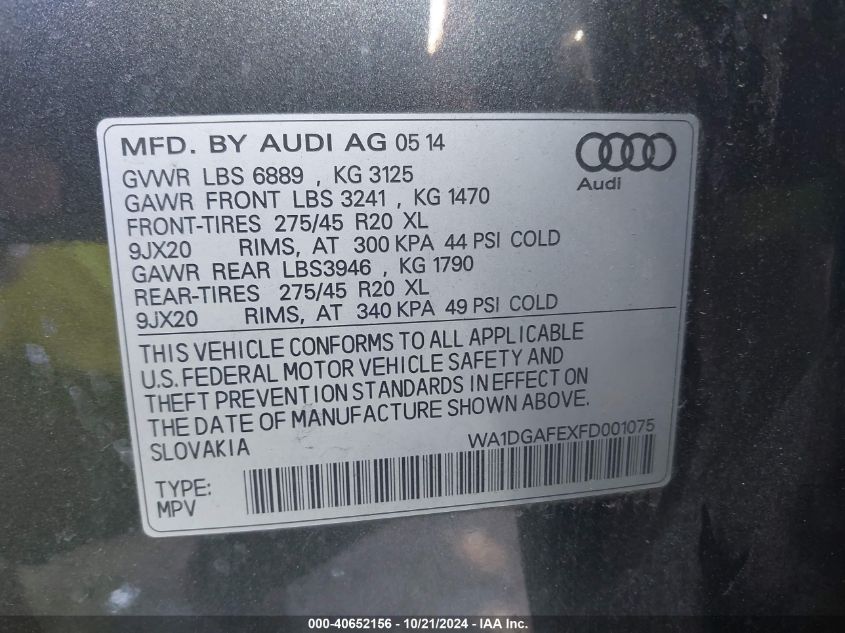 MFD. BY AUDI AG 05 14
Audi
GVWR LBS 6889 , KG 3125
GAWR FRONT LBS 3241 , KG 1470
FRONT-TIRES 275/45 R20 XL
9JX20 RIMS, AT 300 KPA 44 PSI COLD
GAWR REAR LBS3946 , KG 1790
REAR-TIRES 275/45 R20 XL
9JX20 RIMS, AT 340 KPA 49 PSI COLD
THIS VEHICLE CONFORMS TO ALL APPLICABLE
U.S. FEDERAL MOTOR VEHICLE SAFETY AND
THEFT PREVENTION STANDARDS IN EFFECT ON
THE DATE OF MANUFACTURE SHOWN ABOVE.
SLOVAKIA WA1DGAFEXFD001075
TYPE:
MPV
000-40652156 - 10/21/2024 - IAA Inc.